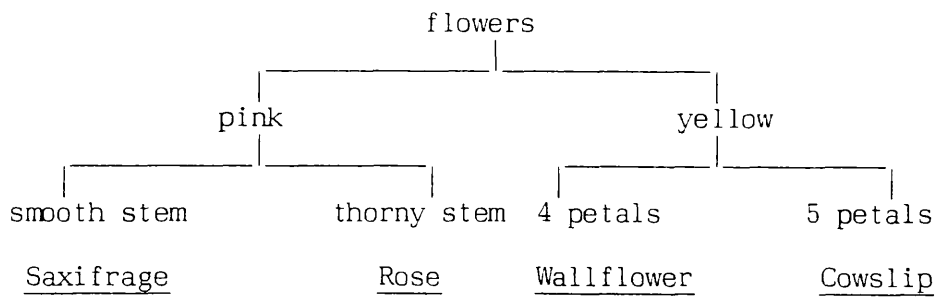 flowers
pink yellow
smooth stem thorny stem 4 petals 5 petals
Saxifrage Rose Wallflower Cowslip